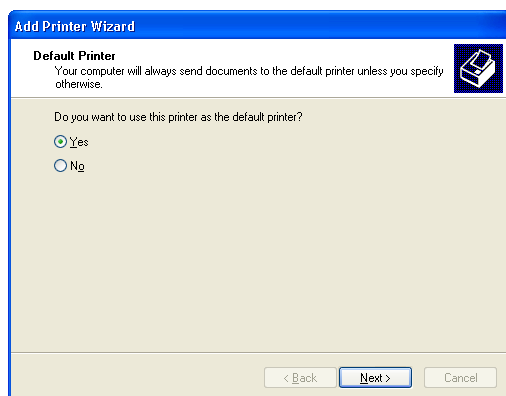 Add Printer Wizard
Default Printer
Your computer will always send documents to the default printer unless you specify
otherwise.
Do you want to use this printer as the default printer?
Yes
No
< Back
Next >
Cancel